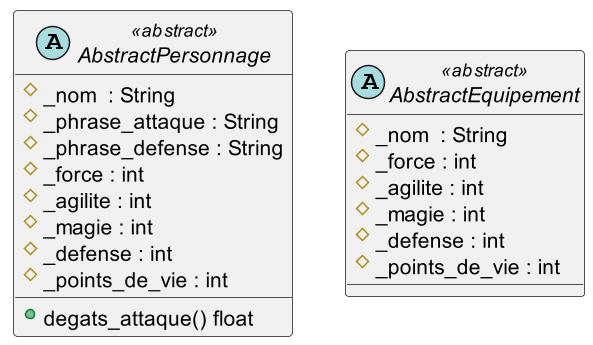 A
«abstract»
AbstractPersonnage
_nom : String
_phrase_attaque : String
_phrase_defense : String
_force : int
_agilite : int
_magie : int
_defense : int
_points_de_vie : int
degats_attaque() float
A
«abstract»
AbstractEquipement
_nom : String
_force : int
_agilite : int
_magie : int
_defense : int
_points_de_vie : int